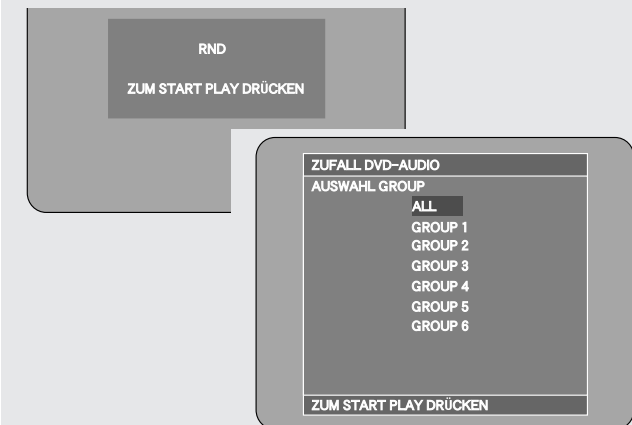 RND
ZUM START PLAY DRÜCKEN
ZUFALL DVD-AUDIO
AUSWAHL GROUP
ALL
GROUP 1
GROUP 2
GROUP 3
GROUP 4
GROUP 5
GROUP 6
ZUM START PLAY DRÜCKEN